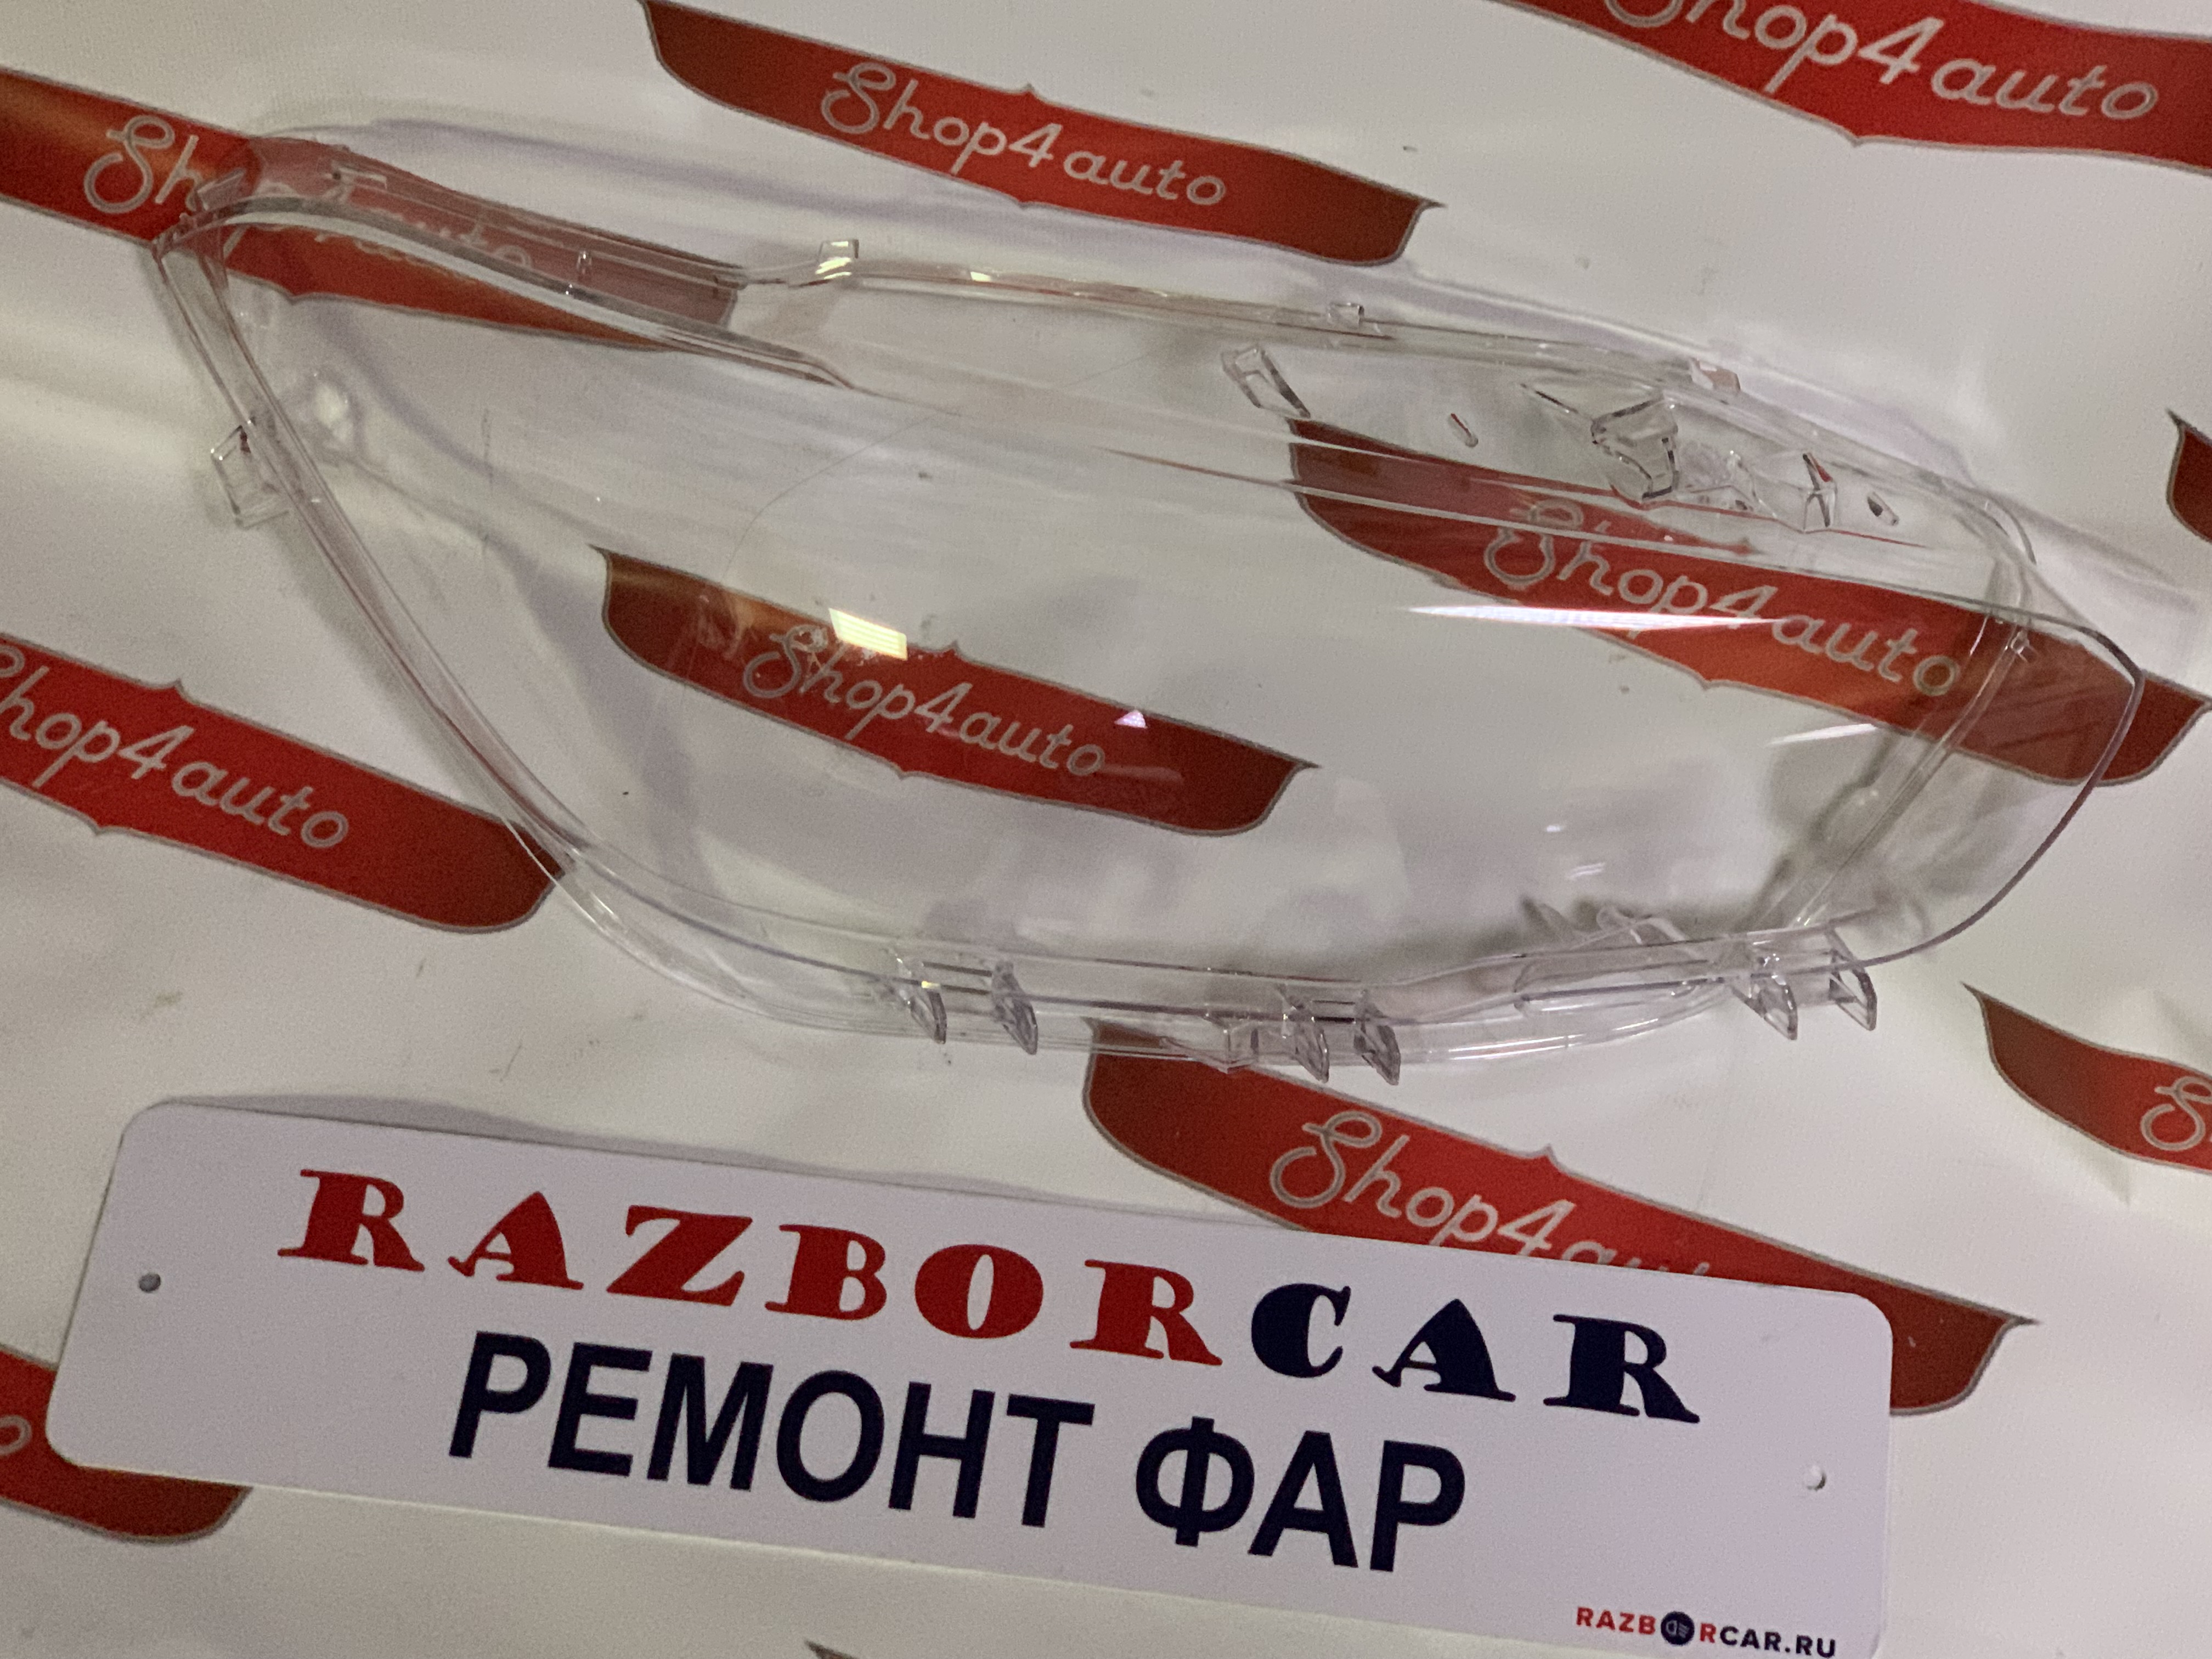 Shop4auto
Shop4auto
Shop4auto
Shop4auto
Shop4auto
RAZBORCAR
РЕМОНТ ФАР
RAZBORCAR.RU